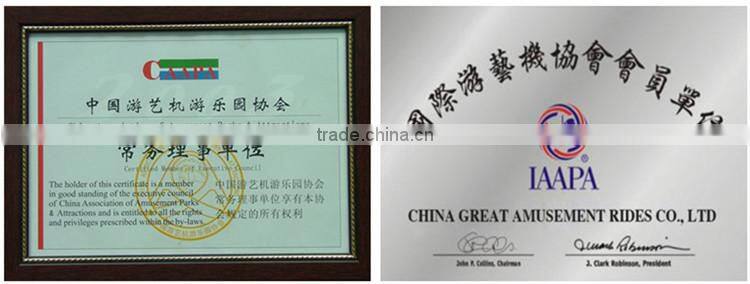 CAAPA
中国游艺机游乐园协会
trade.china.cn
常务理事单位
Certified Member of Executive Council
The holder of this certificate is a member
in good standing of the executive council
of China Association of Amusement Parks
& Attractions and is entitled to all the rights
and privileges prescribed within the by-laws.
中国游艺机游乐园协会
常务理事单位享有本协
会规定的所有权利
國際游藝機協會會員單位
IAAPA
®
CHINA GREAT AMUSEMENT RIDES CO., LTD
John P. Collins, Chairman
J. Clark Robinson, President